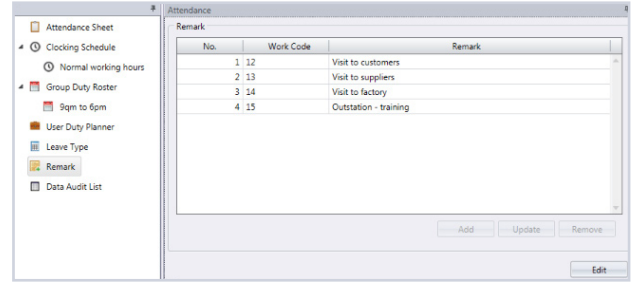 Attendance Sheet
Clocking Schedule
Normal working hours
Group Duty Roster
9qm to 6pm
User Duty Planner
Leave Type
Remark
Data Audit List
Attendance
Remark
No. Work Code Remark
1 12 Visit to customers
2 13 Visit to suppliers
3 14 Visit to factory
4 15 Outstation - training
Add Update Remove
Edit